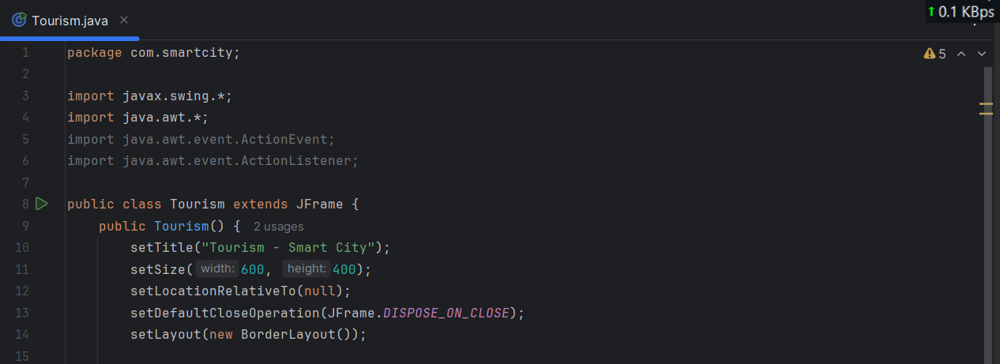 Tourism.java
↑ 0.1 KBps
5
1 package com.smartcity;
2
3 import javax.swing.*;
4 import java.awt.*;
5 import java.awt.event.ActionEvent;
6 import java.awt.event.ActionListener;
7
8 public class Tourism extends JFrame {
9 public Tourism() { 2 usages
10 setTitle("Tourism - Smart City");
11 setSize( width: 600, height: 400);
12 setLocationRelativeTo(null);
13 setDefaultCloseOperation(JFrame.DISPOSE_ON_CLOSE);
14 setLayout(new BorderLayout());
15